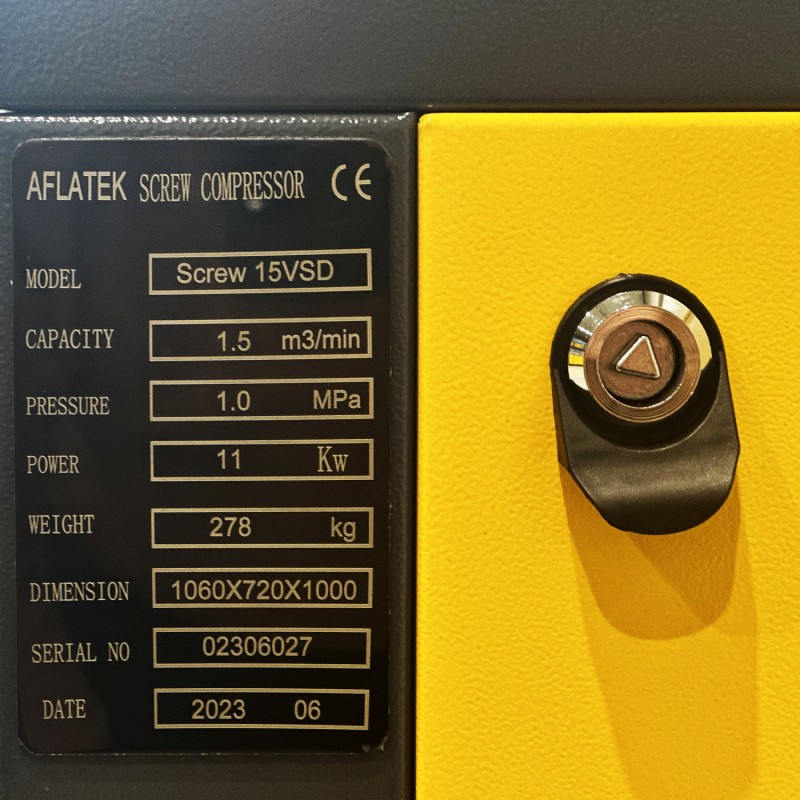 AFLATEK SCREW COMPRESSOR CE
MODEL Screw 15VSD
CAPACITY 1.5 m3/min
PRESSURE 1.0 MPa
POWER 11 Kw
WEIGHT 278 kg
DIMENSION 1060X720X1000
SERIAL NO 02306027
DATE 2023 06